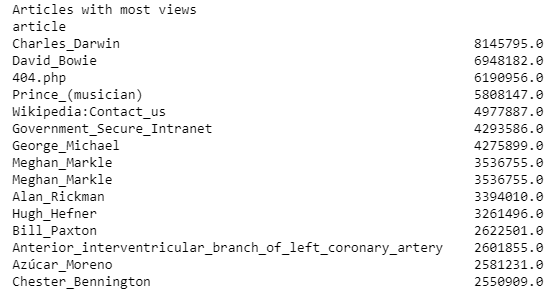 Articles with most views
article
Charles_Darwin 8145795.0
David_Bowie 6948182.0
404.php 6190956.0
Prince_(musician) 5808147.0
Wikipedia:Contact_us 4977887.0
Government_Secure_Intranet 4293586.0
George_Michael 4275899.0
Meghan_Markle 3536755.0
Meghan_Markle 3536755.0
Alan_Rickman 3394010.0
Hugh_Hefner 3261496.0
Bill_Paxton 2622501.0
Anterior_interventricular_branch_of_left_coronary_artery 2601855.0
Azúcar_Moreno 2581231.0
Chester_Bennington 2550909.0